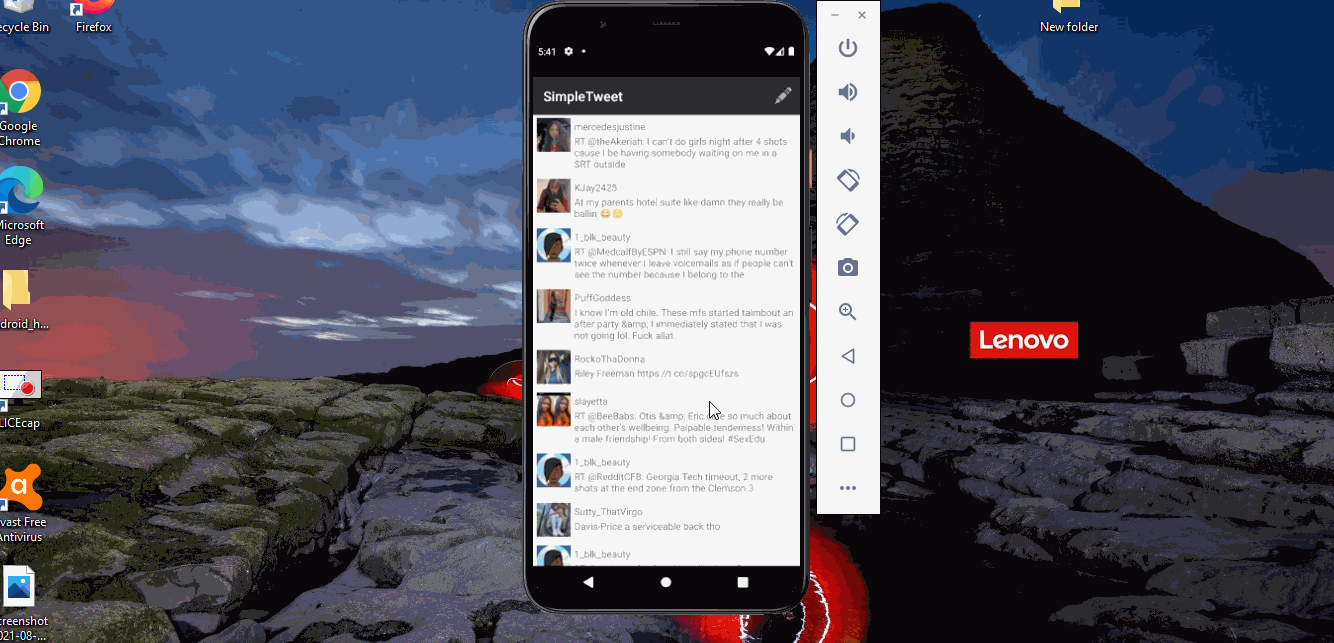 ecycle Bin
Firefox
Google
Chrome
Microsoft
Edge
droid_h...
LICEcap
vast Free
Antivirus
creenshot
021-08-...
New folder
Lenovo
5:41
SimpleTweet
mercedesjustine
RT @theAkeriah: I can't do girls night after 4 shots
cause I be having somebody waiting on me in a
SRT outside
KJay2425
At my parents hotel suite like damn they really be
ballin 😂😊
1_blk_beauty
RT @MedcalfByESPN: I still say my phone number
twice whenever I leave voicemails as if people can't
see the number because I belong to the
PuffGoddess
I know I'm old chile. These mfs started taimbout an
after party &amp; I immediately stated that I was
not going lol. Fuck allat.
RockoThaDonna
Riley Freeman https://t.co/spgcEUfszs
slayetta
RT @BeeBabs: Otis &amp; Eric so much about
each other's wellbeing. Palpable tenderness! Within
a male friendship! From both sides! #SexEdu
1_blk_beauty
RT @RedditCFB: Georgia Tech timeout, 2 more
shots at the end zone from the Clemson 3
Sutty_ThatVirgo
Davis-Price a serviceable back tho
1_blk_beauty